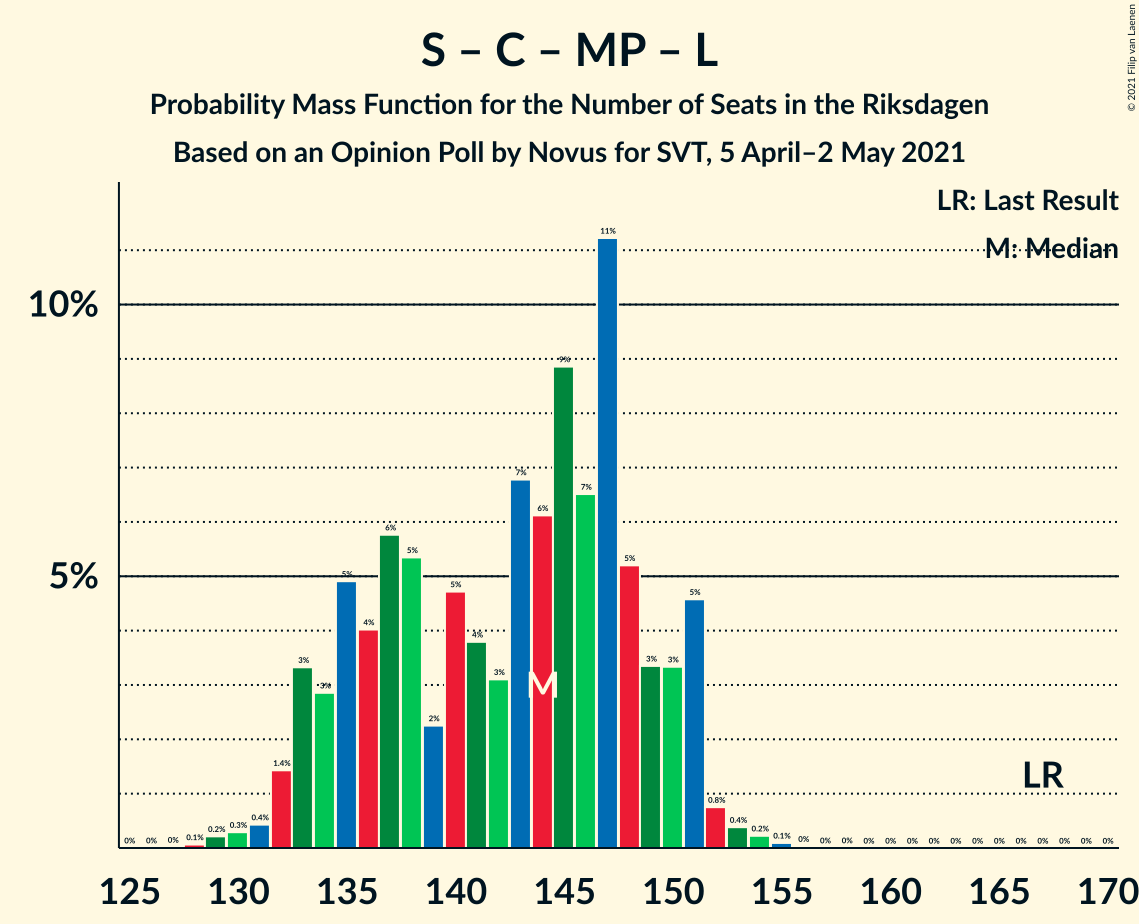 © 2021 Filip van Laenen
S – C – MP – L
Probability Mass Function for the Number of Seats in the Riksdagen
Based on an Opinion Poll by Novus for SVT, 5 April–2 May 2021
LR: Last Result
M: Median
10%
5%
0% 0% 0% 0.1% 0.2% 0.3% 0.4% 1.4% 3% 3% 5% 4% 6% 5% 2% 5% 4% 3% 7% 6% 9% 7% 11% 5% 3% 3% 5% 0.8% 0.4% 0.2% 0.1% 0% 0% 0% 0% 0% 0% 0% 0% 0% 0% 0% 0% 0% 0% 0%
M
LR
125 130 135 140 145 150 155 160 165 170